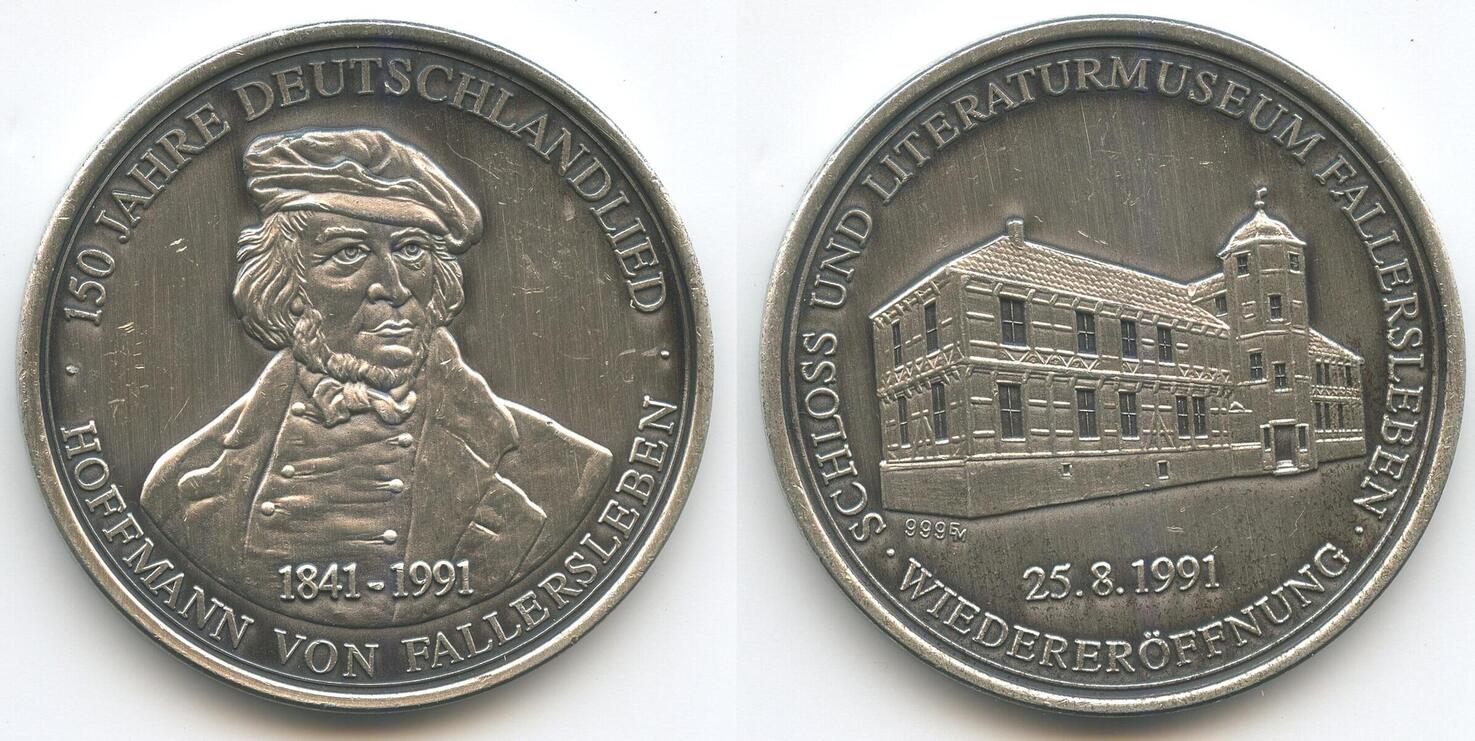 · 150 JAHRE DEUTSCHLANDLIED ·
HOFFMANN VON FALLERSLEBEN
1841-1991
SCHLOSS UND LITERATURMUSEUM FALLERSLEBEN
999
25.8.1991
· WIEDERERÖFFNUNG ·